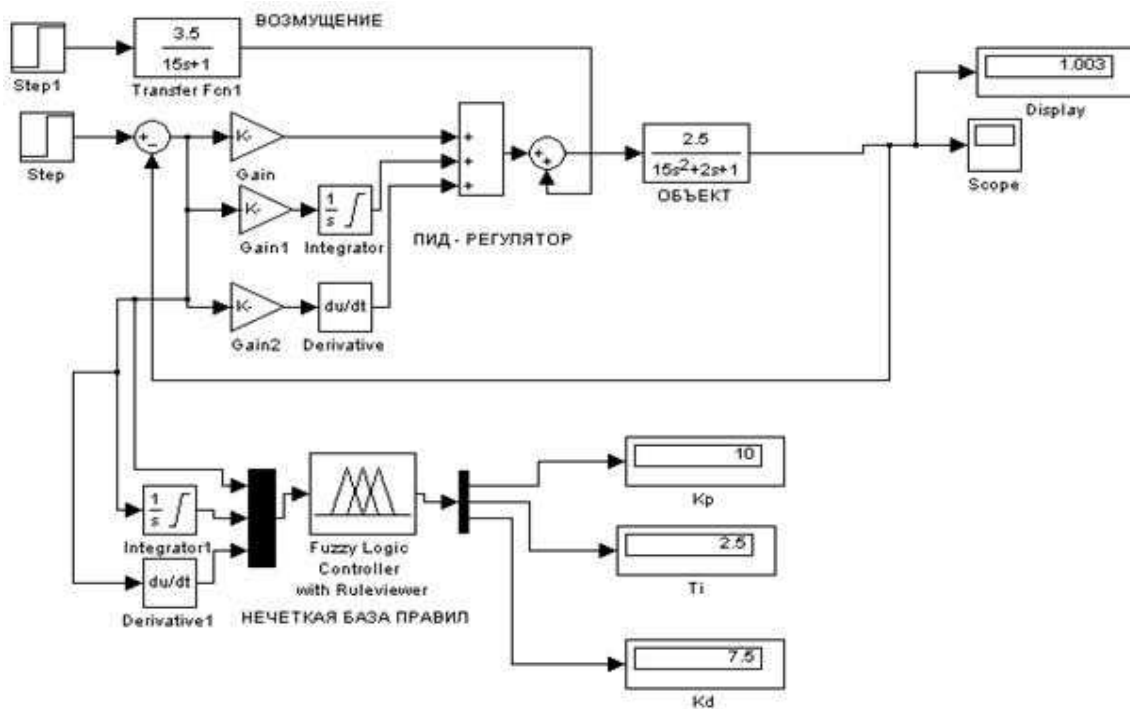 ВОЗМУЩЕНИЕ
3.5
15s+1
Step1
Transfer Fcn1
1.003
Display
Step
K-
Gain
2.5
15s²+2s+1
ОБЪЕКТ
Scope
K-
Gain1
1
s
Integrator
ПИД - РЕГУЛЯТОР
K-
Gain2
du/dt
Derivative
10
Kp
1
s
Integrator1
2.5
Ti
du/dt
Derivative1
Fuzzy Logic
Controller
with Ruleviewer
НЕЧЕТКАЯ БАЗА ПРАВИЛ
7.5
Kd